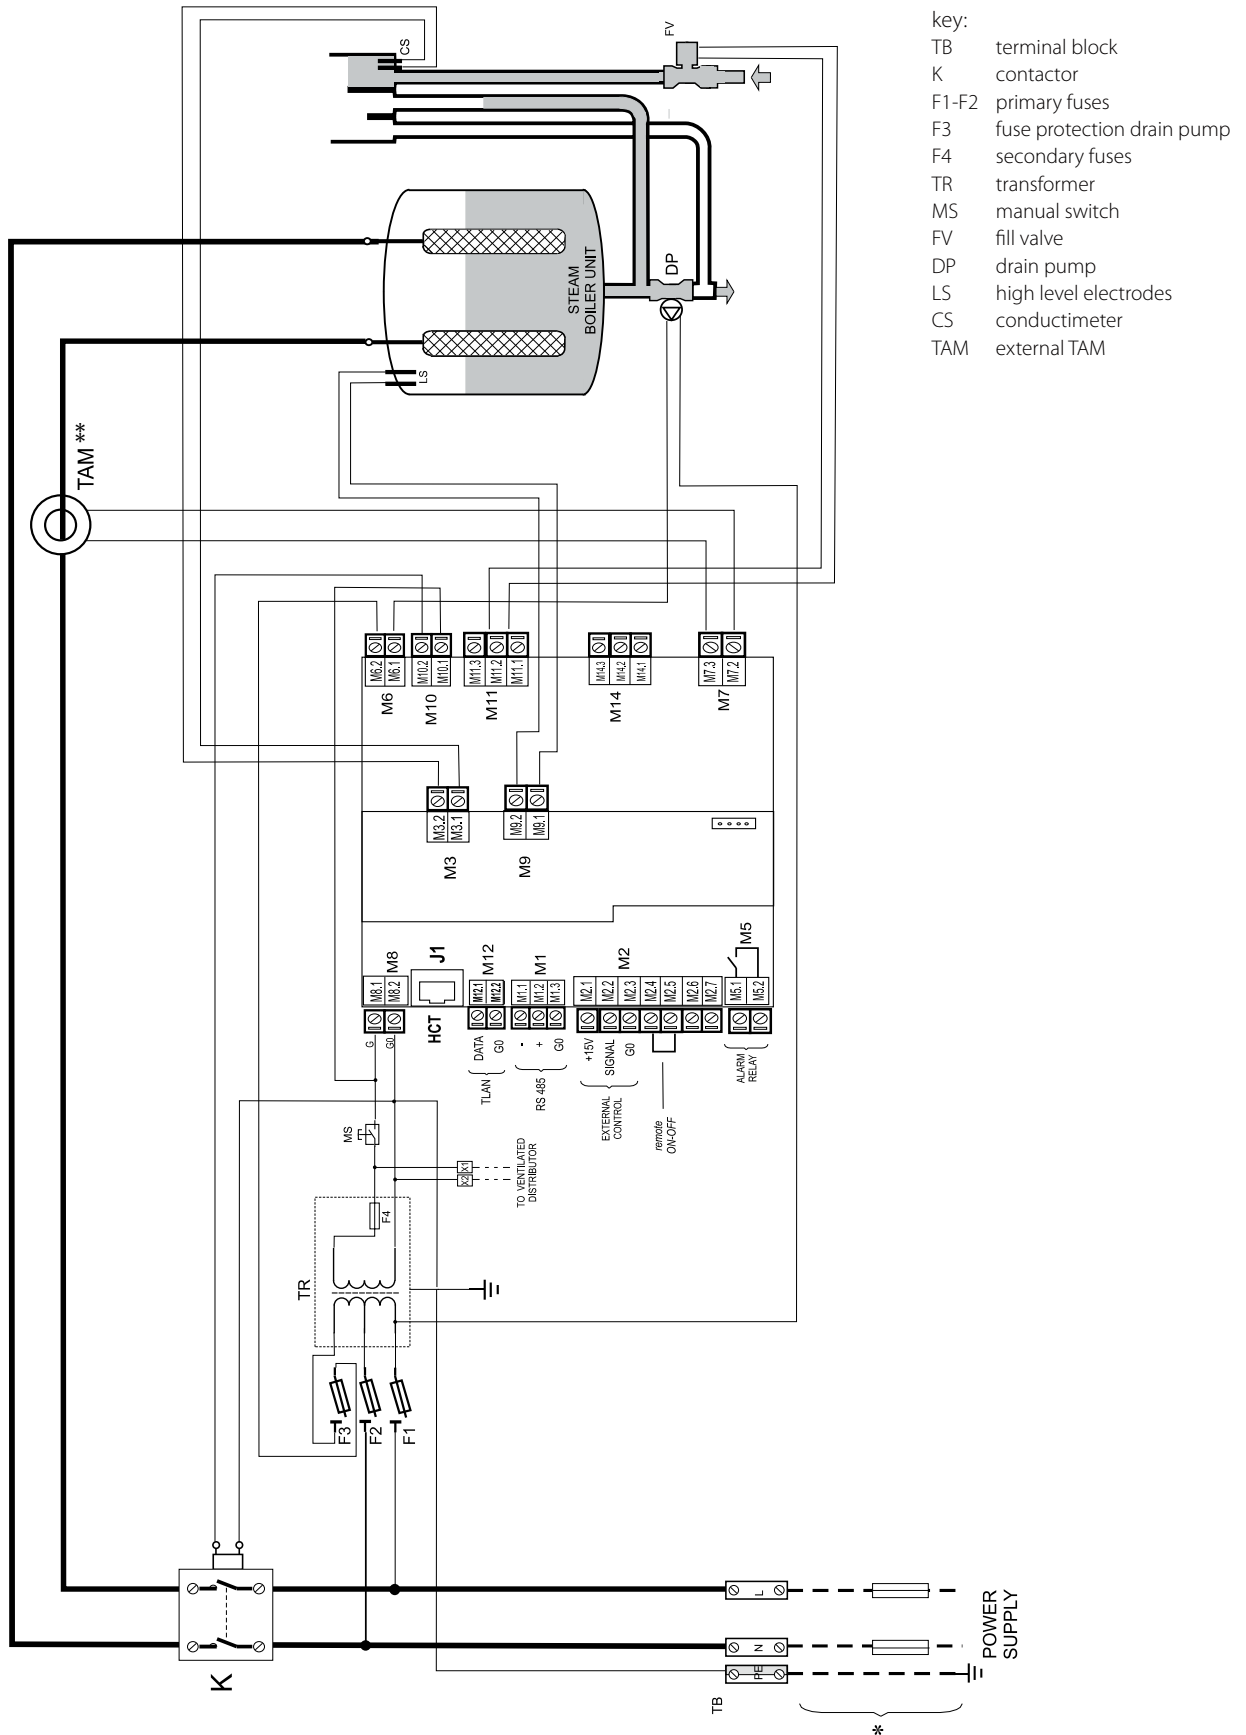 key:
TB terminal block
K contactor
F1-F2 primary fuses
F3 fuse protection drain pump
F4 secondary fuses
TR transformer
MS manual switch
FV fill valve
DP drain pump
LS high level electrodes
CS conductimeter
TAM external TAM
CS
FV
STEAM
BOILER UNIT
DP
LS
TAM **
M6.2
M6.1
M10.2
M10.1
M11.3
M11.2
M11.1
M14.3
M14.2
M14.1
M7.3
M7.2
M6
M10
M11
M14
M7
M3.2
M3.1
M9.2
M9.1
M3
M9
M8.1
M8.2
M8
J1
HCT
M12.1
M12.2
M12
M1.1
M1.2
M1.3
M1
M2.1
M2.2
M2.3
M2.4
M2.5
M2.6
M2.7
M2
M5.1
M5.2
M5
G
G0
DATA
G0
TLAN
-
+
G0
RS 485
+15V
SIGNAL
G0
EXTERNAL
CONTROL
remote
ON-OFF
ALARM
RELAY
MS
X1
X2
TO VENTILATED
DISTRIBUTOR
F4
TR
F3
F2
F1
K
L
N
PE
TB
POWER
SUPPLY
*